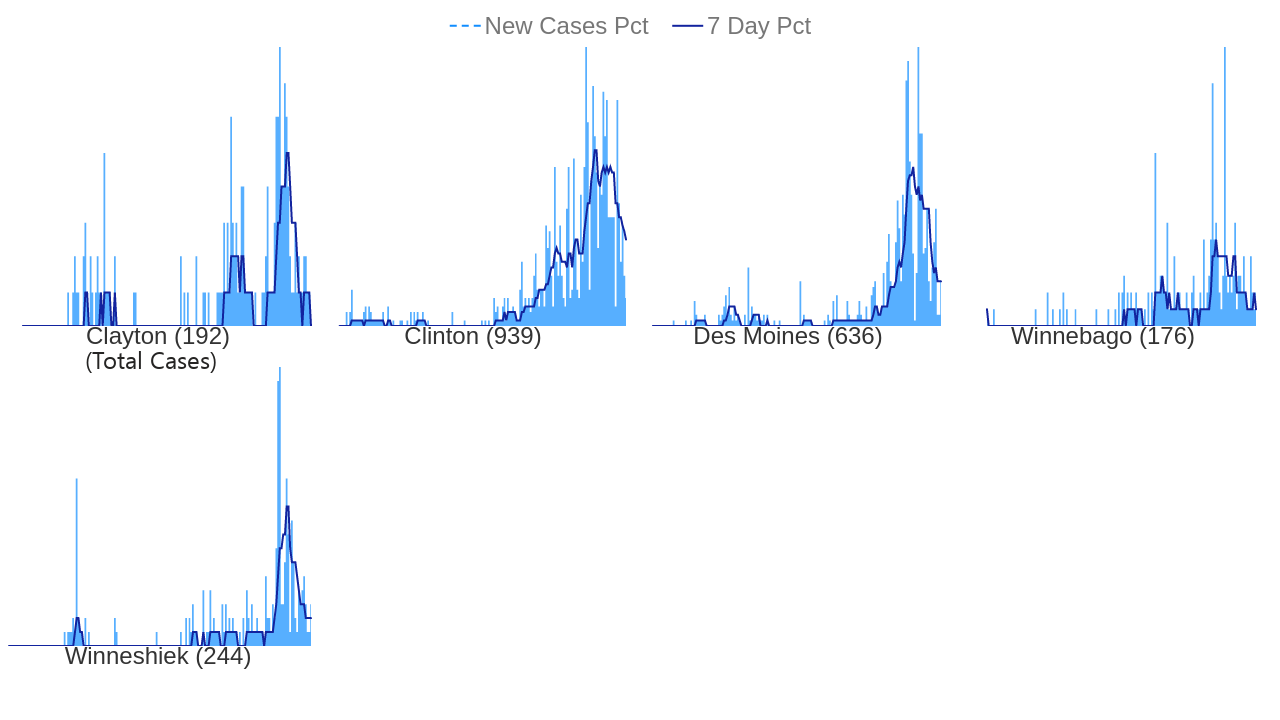 New Cases Pct 7 Day Pct
Clayton (192) Clinton (939) Des Moines (636) Winnebago (176)
(Total Cases)
Winneshiek (244)